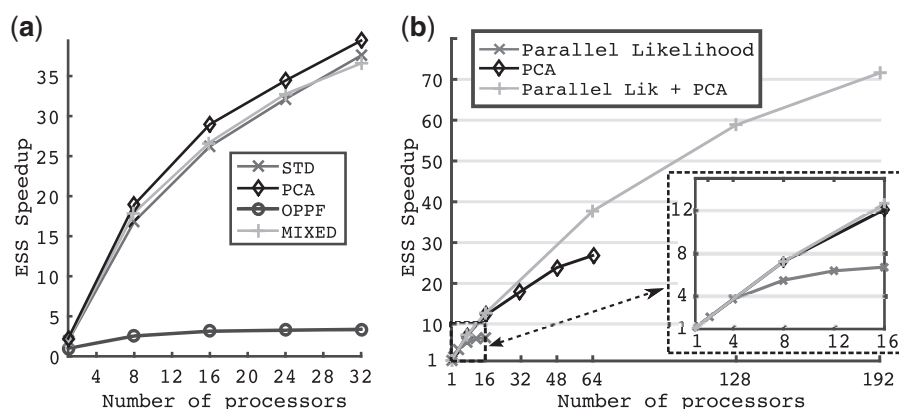 (a)
ESS Speedup
35
30
25
20
15
10
5
0
4 8 12 16 20 24 28 32
Number of processors
STD
PCA
OPPF
MIXED
(b)
ESS Speedup
70
60
50
40
30
20
10
1
1 16 32 48 64 128 192
Number of processors
Parallel Likelihood
PCA
Parallel Lik + PCA
12
8
4
1
1 4 8 12 16